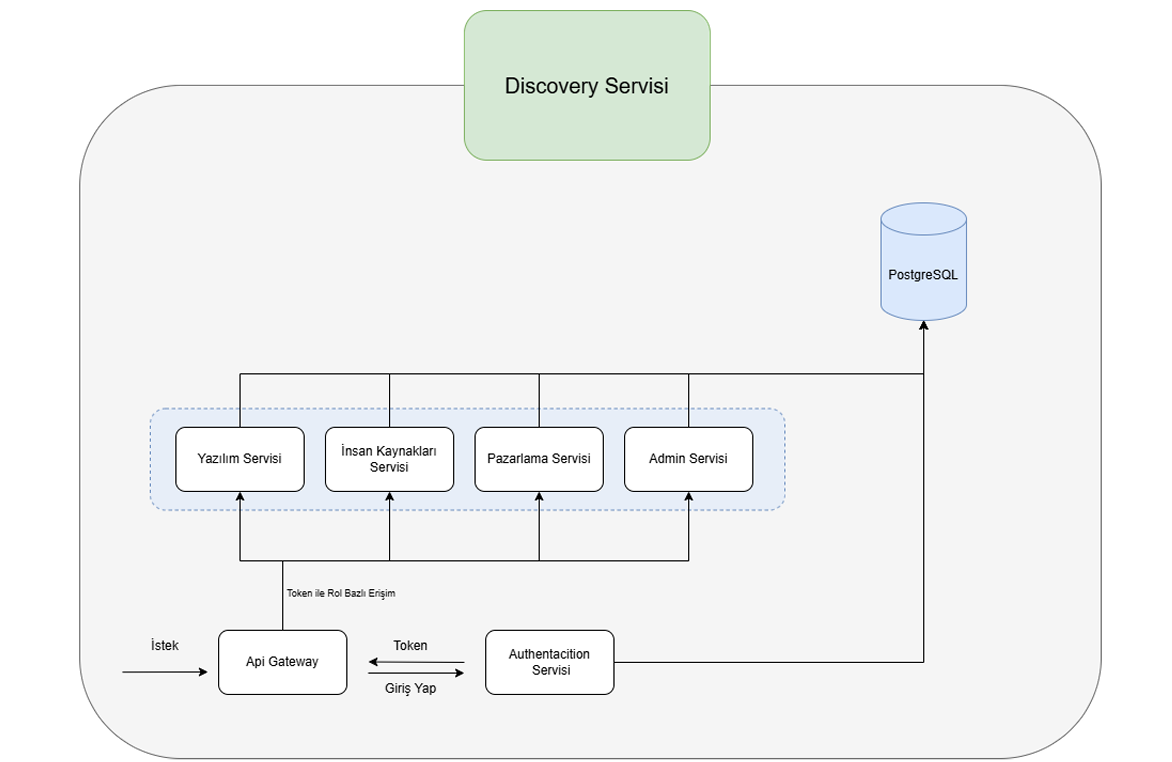 Discovery Servisi
PostgreSQL
Yazılım Servisi
İnsan Kaynakları
Servisi
Pazarlama Servisi
Admin Servisi
Token ile Rol Bazlı Erişim
İstek
Api Gateway
Token
Giriş Yap
Authentacition
Servisi